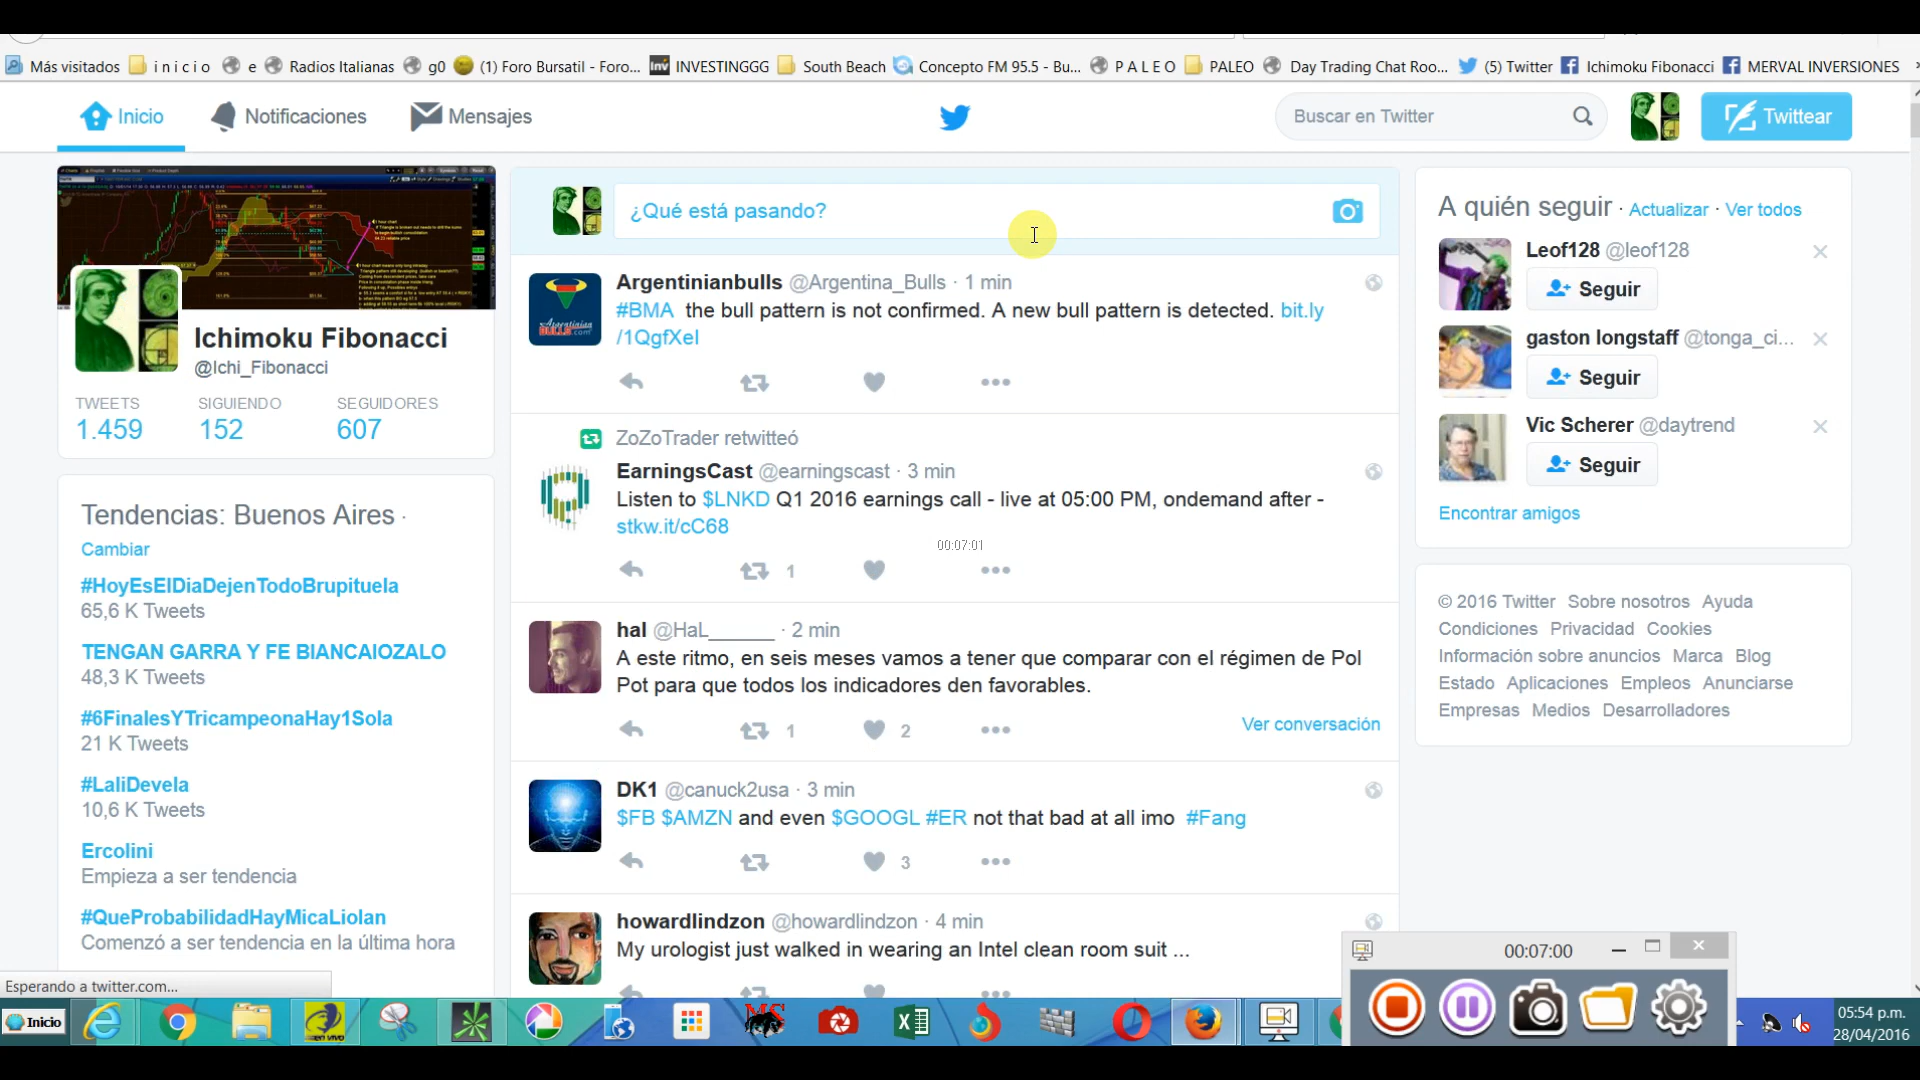 Más visitados i n i c i o e Radios Italianas g0 (1) Foro Bursatil - Foro... INVESTINGGG South Beach Concepto FM 95.5 - Bu... P A L E O PALEO Day Trading Chat Roo... (5) Twitter Ichimoku Fibonacci MERVAL INVERSIONES
Inicio Notificaciones Mensajes Buscar en Twitter Twittear
Ichimoku Fibonacci
@Ichi_Fibonacci
TWEETS SIGUIENDO SEGUIDORES
1.459 152 607
Tendencias: Buenos Aires ·
Cambiar
#HoyEsElDiaDejenTodoBrupituela
65,6 K Tweets
TENGAN GARRA Y FE BIANCAIOZALO
48,3 K Tweets
#6FinalesYTricampeonaHay1Sola
21 K Tweets
#LaliDevela
10,6 K Tweets
Ercolini
Empieza a ser tendencia
#QueProbabilidadHayMicaLiolan
Comenzó a ser tendencia en la última hora
¿Qué está pasando?
Argentinianbulls @Argentina_Bulls · 1 min
#BMA the bull pattern is not confirmed. A new bull pattern is detected. bit.ly
/1QgfXeI
ZoZoTrader retwitteó
EarningsCast @earningscast · 3 min
Listen to $LNKD Q1 2016 earnings call - live at 05:00 PM, ondemand after -
stkw.it/cC68
00:07:01
1
hal @HaL______ · 2 min
A este ritmo, en seis meses vamos a tener que comparar con el régimen de Pol
Pot para que todos los indicadores den favorables.
1 2 Ver conversación
DK1 @canuck2usa · 3 min
$FB $AMZN and even $GOOGL #ER not that bad at all imo #Fang
3
howardlindzon @howardlindzon · 4 min
My urologist just walked in wearing an Intel clean room suit ...
A quién seguir · Actualizar · Ver todos
Leof128 @leof128
Seguir
gaston longstaff @tonga_ci...
Seguir
Vic Scherer @daytrend
Seguir
Encontrar amigos
© 2016 Twitter Sobre nosotros Ayuda
Condiciones Privacidad Cookies
Información sobre anuncios Marca Blog
Estado Aplicaciones Empleos Anunciarse
Empresas Medios Desarrolladores
00:07:00
Esperando a twitter.com...
Inicio
EN VIVO
MS
05:54 p.m.
28/04/2016